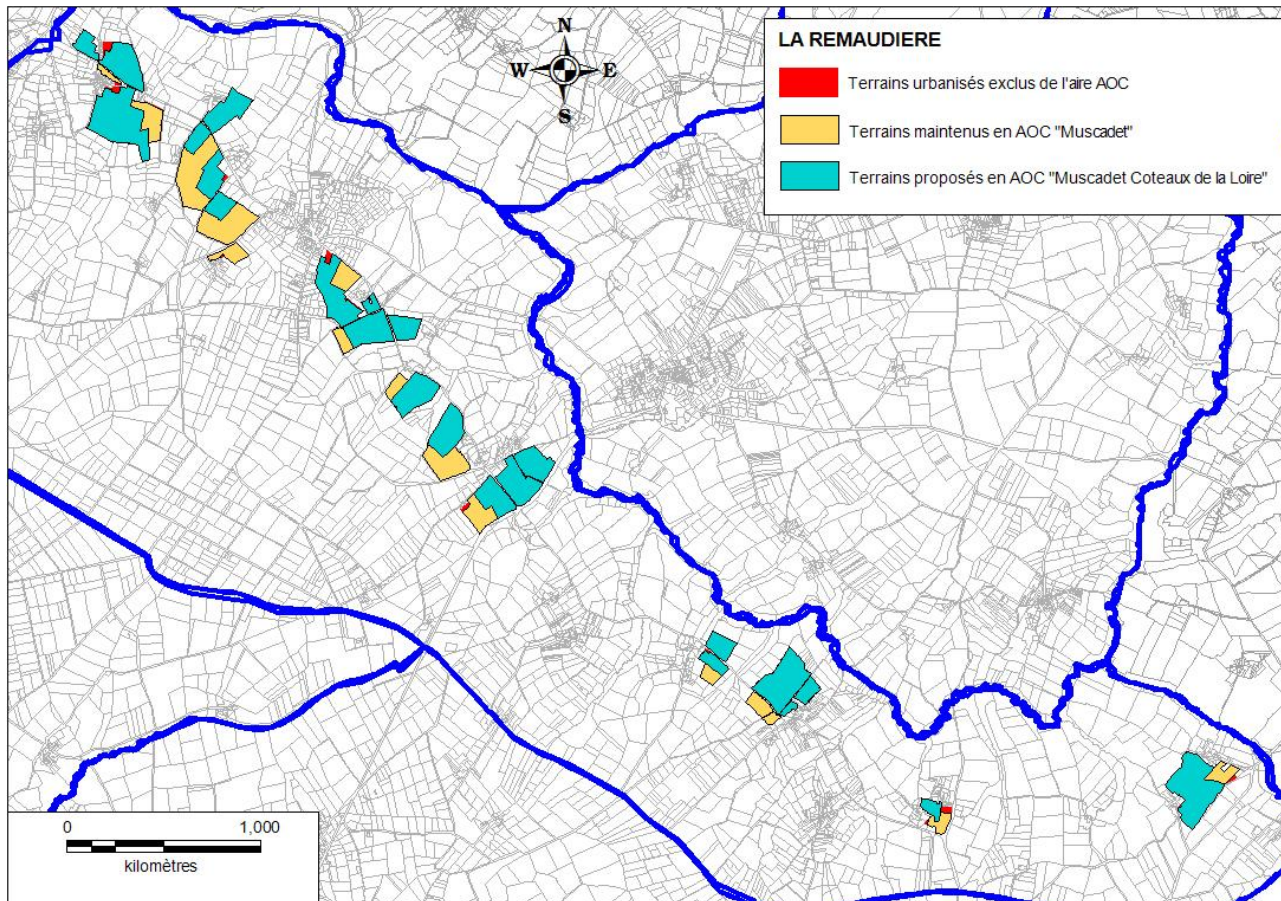 N
W E
S
LA REMAUDIERE
Terrains urbanisés exclus de l'aire AOC
Terrains maintenus en AOC "Muscadet"
Terrains proposés en AOC "Muscadet Coteaux de la Loire"
0 1,000
kilomètres